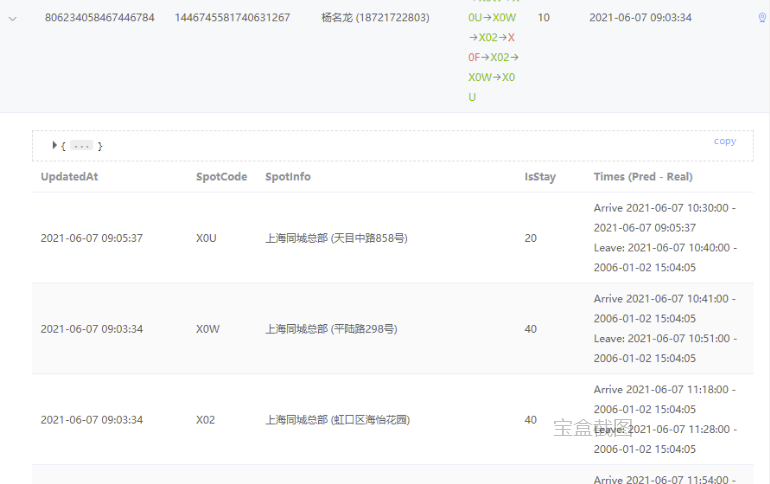 806234058467446784 1446745581740631267 杨名龙 (18721722803) 10 2021-06-07 09:03:34
0U→X0W
→X02→X
0F→X02→
X0W→X0
U
{ ... }
copy
UpdatedAt SpotCode SpotInfo IsStay Times (Pred - Real)
Arrive 2021-06-07 10:30:00 -
2021-06-07 09:05:37
2021-06-07 09:05:37 X0U 上海同城总部 (天目中路858号) 20
Leave: 2021-06-07 10:40:00 -
2006-01-02 15:04:05
Arrive 2021-06-07 10:41:00 -
2006-01-02 15:04:05
2021-06-07 09:03:34 X0W 上海同城总部 (平陆路298号) 40
Leave: 2021-06-07 10:51:00 -
2006-01-02 15:04:05
Arrive 2021-06-07 11:18:00 -
2006-01-02 15:04:05
2021-06-07 09:03:34 X02 上海同城总部 (虹口区海怡花园) 40
宝盒截图
Leave: 2021-06-07 11:28:00 -
2006-01-02 15:04:05
Arrive 2021-06-07 11:54:00 -